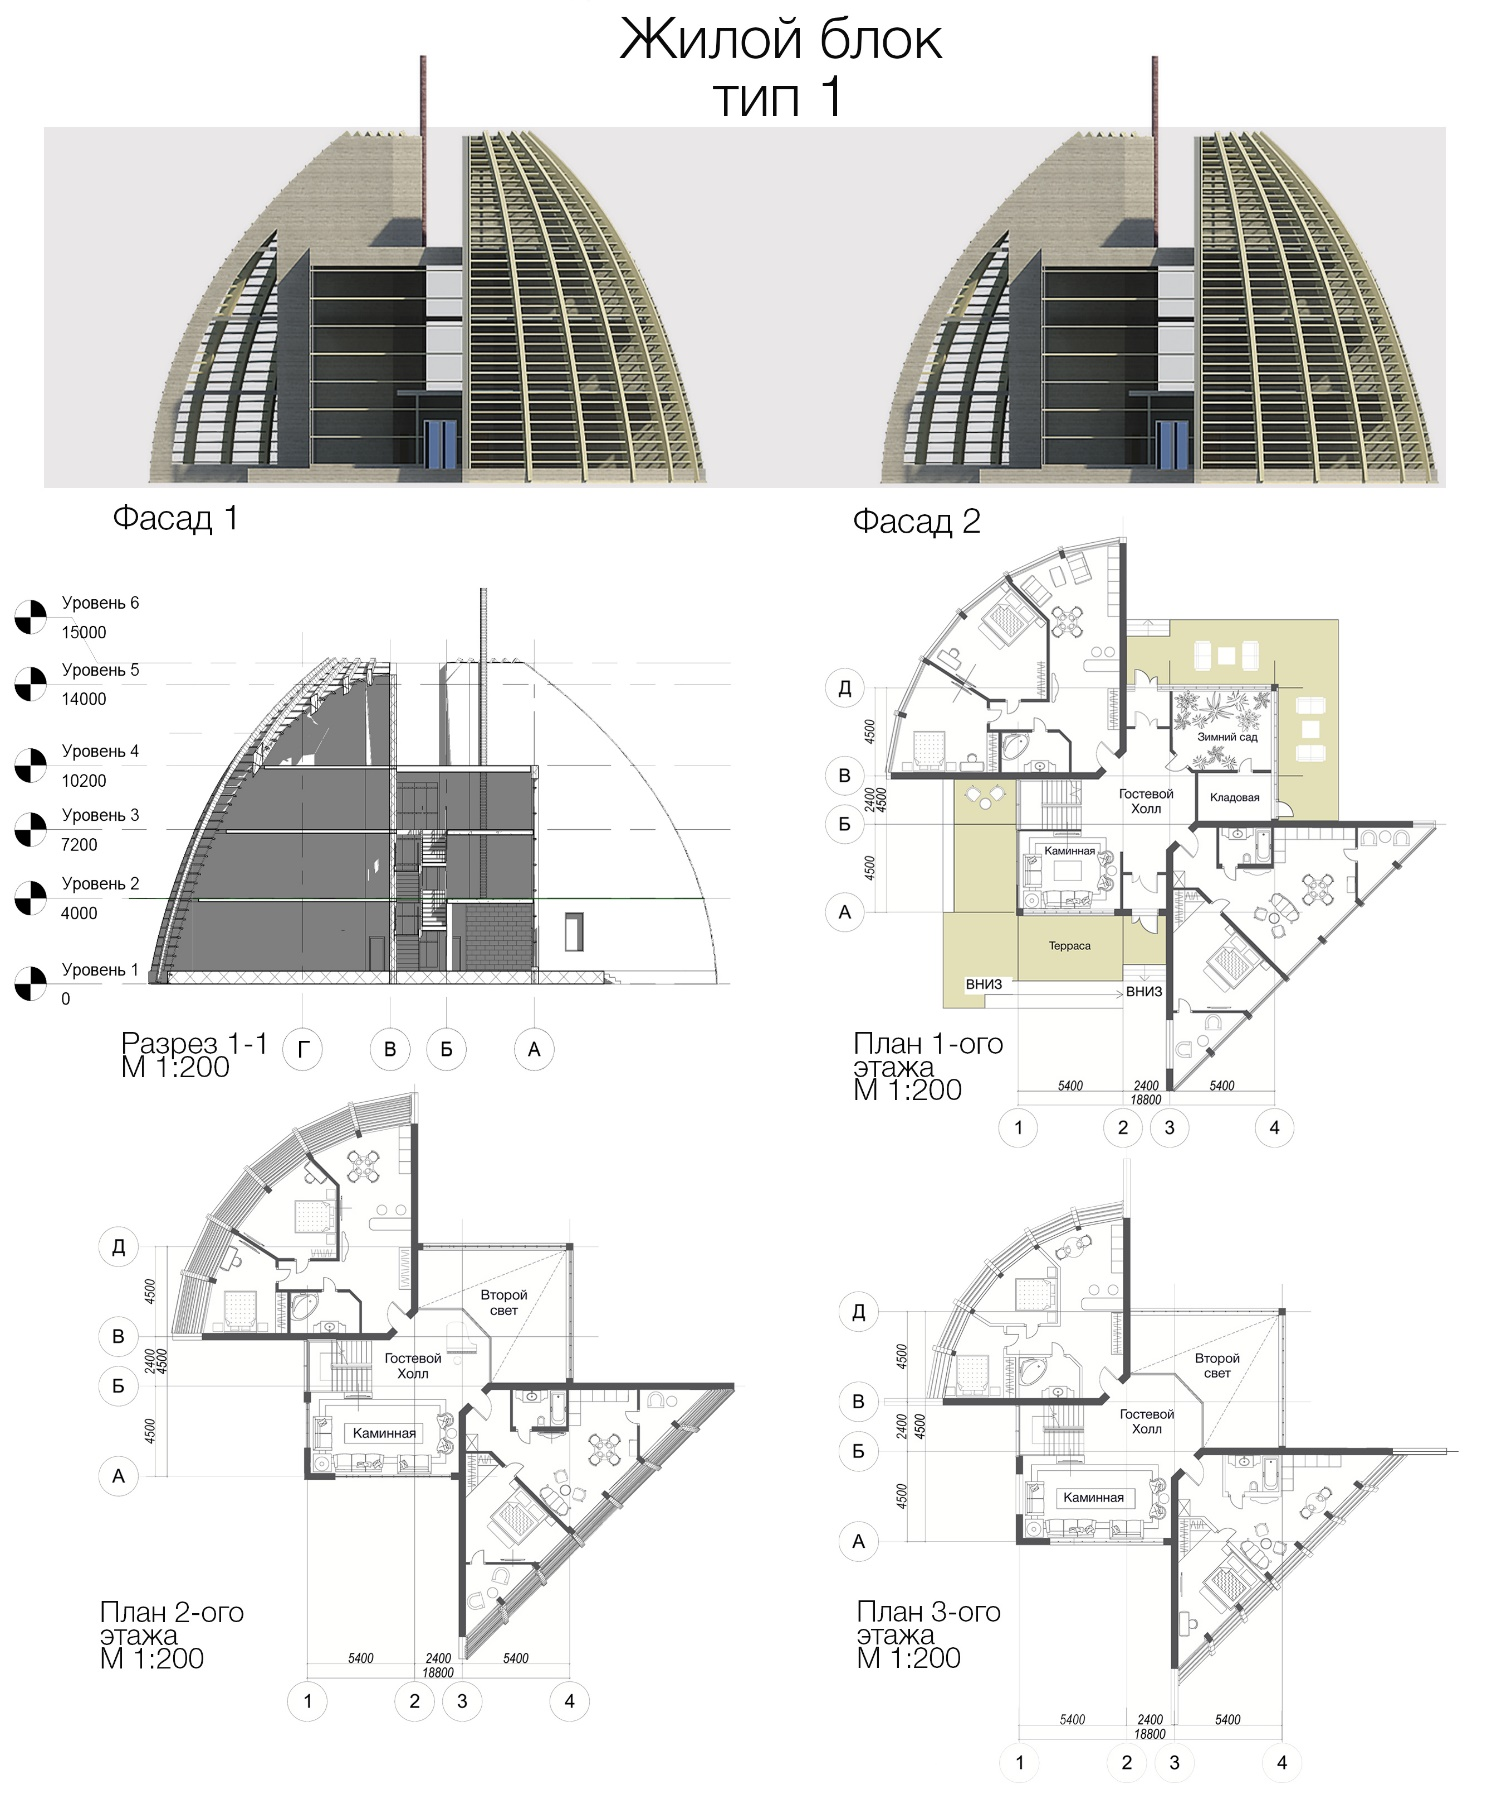 Жилой блок
тип 1
Фасад 1
Фасад 2
Уровень 6
15000
Уровень 5
14000
Уровень 4
10200
Уровень 3
7200
Уровень 2
4000
Уровень 1
0
Разрез 1-1
М 1:200
Г
В
Б
А
Д
В
Б
А
4500
2400
4500
4500
Зимний сад
Кладовая
Гостевой
Холл
Каминная
Терраса
ВНИЗ
ВНИЗ
План 1-ого
этажа
М 1:200
5400
2400
5400
18800
1
2
3
4
Д
В
Б
А
4500
2400
4500
4500
Второй
свет
Гостевой
Холл
Каминная
План 2-ого
этажа
М 1:200
5400
2400
5400
18800
1
2
3
4
Д
В
Б
А
4500
2400
4500
4500
Второй
свет
Гостевой
Холл
Каминная
План 3-ого
этажа
М 1:200
5400
2400
5400
18800
1
2
3
4